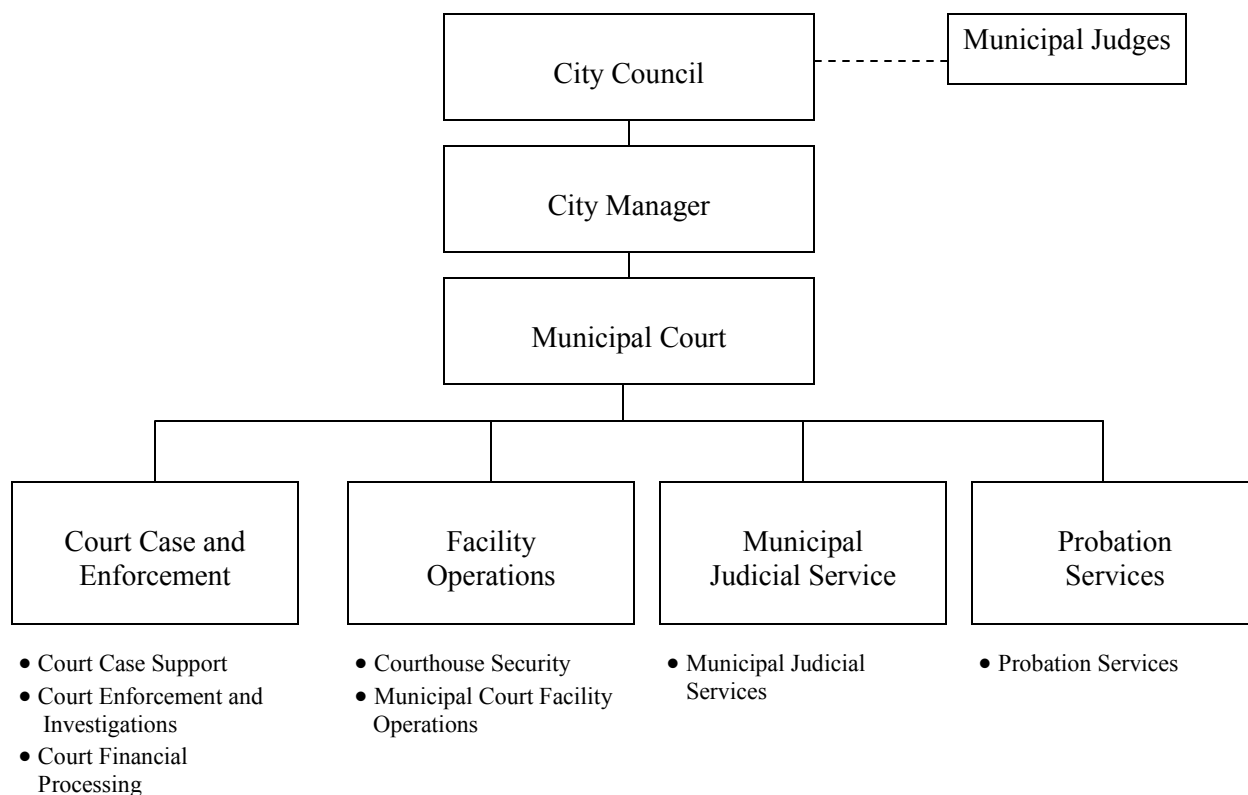 Municipal Judges
City Council
City Manager
Municipal Court
Court Case and
Enforcement
Facility
Operations
Municipal
Judicial Service
Probation
Services
• Court Case Support
• Court Enforcement and
Investigations
• Court Financial
Processing
• Courthouse Security
• Municipal Court Facility
Operations
• Municipal Judicial
Services
• Probation Services